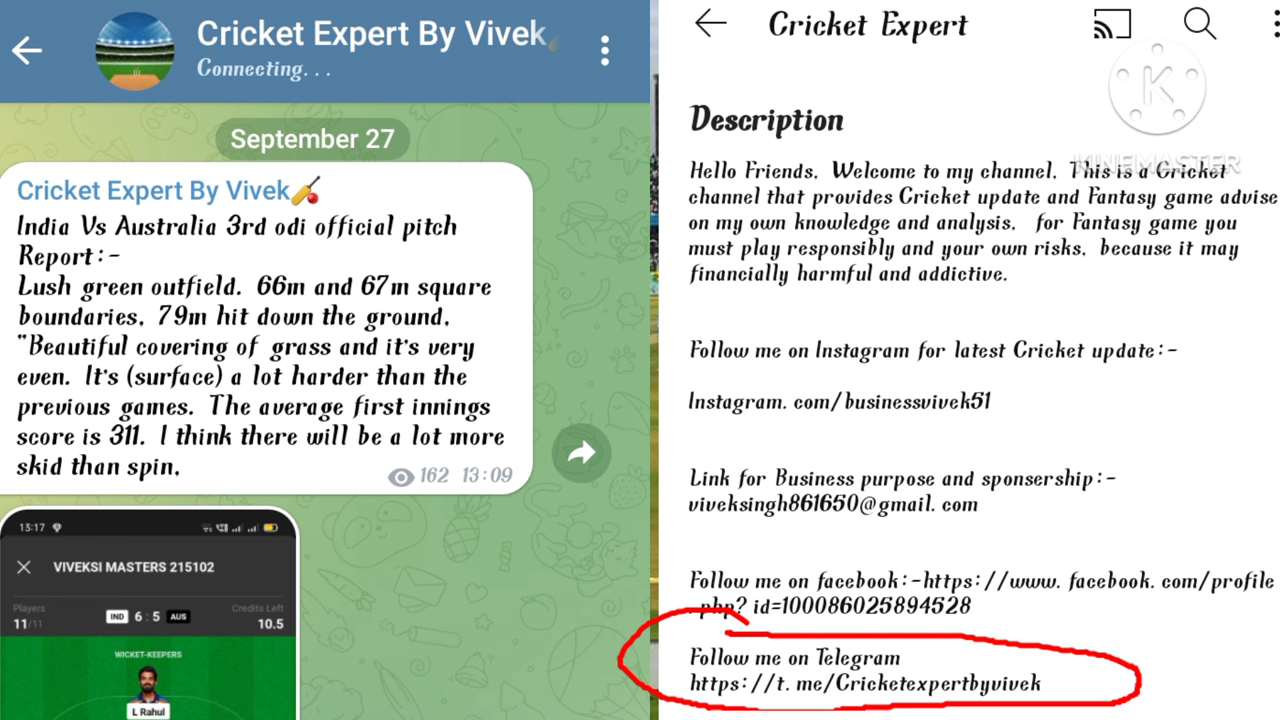 Cricket Expert By Vivek
Connecting...
September 27
Cricket Expert By Vivek
India Vs Australia 3rd odi official pitch
Report:-
Lush green outfield. 66m and 67m square
boundaries, 79m hit down the ground,
"Beautiful covering of grass and it's very
even. It's (surface) a lot harder than the
previous games. The average first innings
score is 311. I think there will be a lot more
skid than spin,
162 13:09
13:17
VIVEKSI MASTERS 215102
Players
11/11
IND 6:5 AUS
Credits Left
10.5
WICKET-KEEPERS
L Rahul
Cricket Expert
K
KINEMASTER
Description
Hello Friends, Welcome to my channel, This is a Cricket
channel that provides Cricket update and Fantasy game advise
on my own knowledge and analysis, for Fantasy game you
must play responsibly and your own risks, because it may
financially harmful and addictive.
Follow me on Instagram for latest Cricket update:-
Instagram. com/businessvivek51
Link for Business purpose and sponsership:-
viveksingh861650@gmail. com
Follow me on facebook:-https://www. facebook. com/profile
. php? id=100086025894528
Follow me on Telegram
https://t. me/Cricketexpertbyvivek